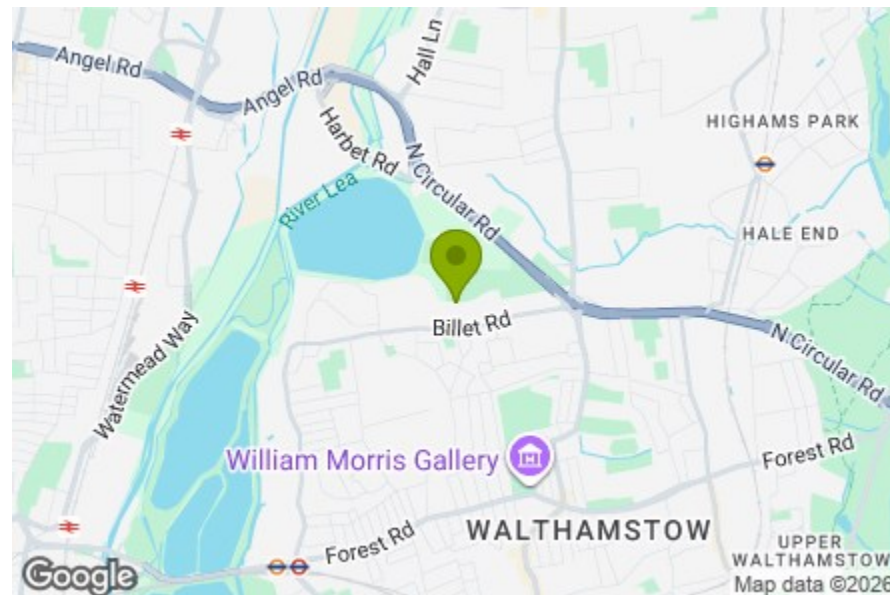 Angel Rd
Angel Rd
Hall Ln
Harbet Rd
N Circular Rd
HIGHAMS PARK
River Lea
HALE END
Billet Rd
Watermead Way
N Circular Rd
William Morris Gallery
Forest Rd
Forest Rd
WALTHAMSTOW
UPPER
WALTHAMSTOW
Google
Map data ©2026